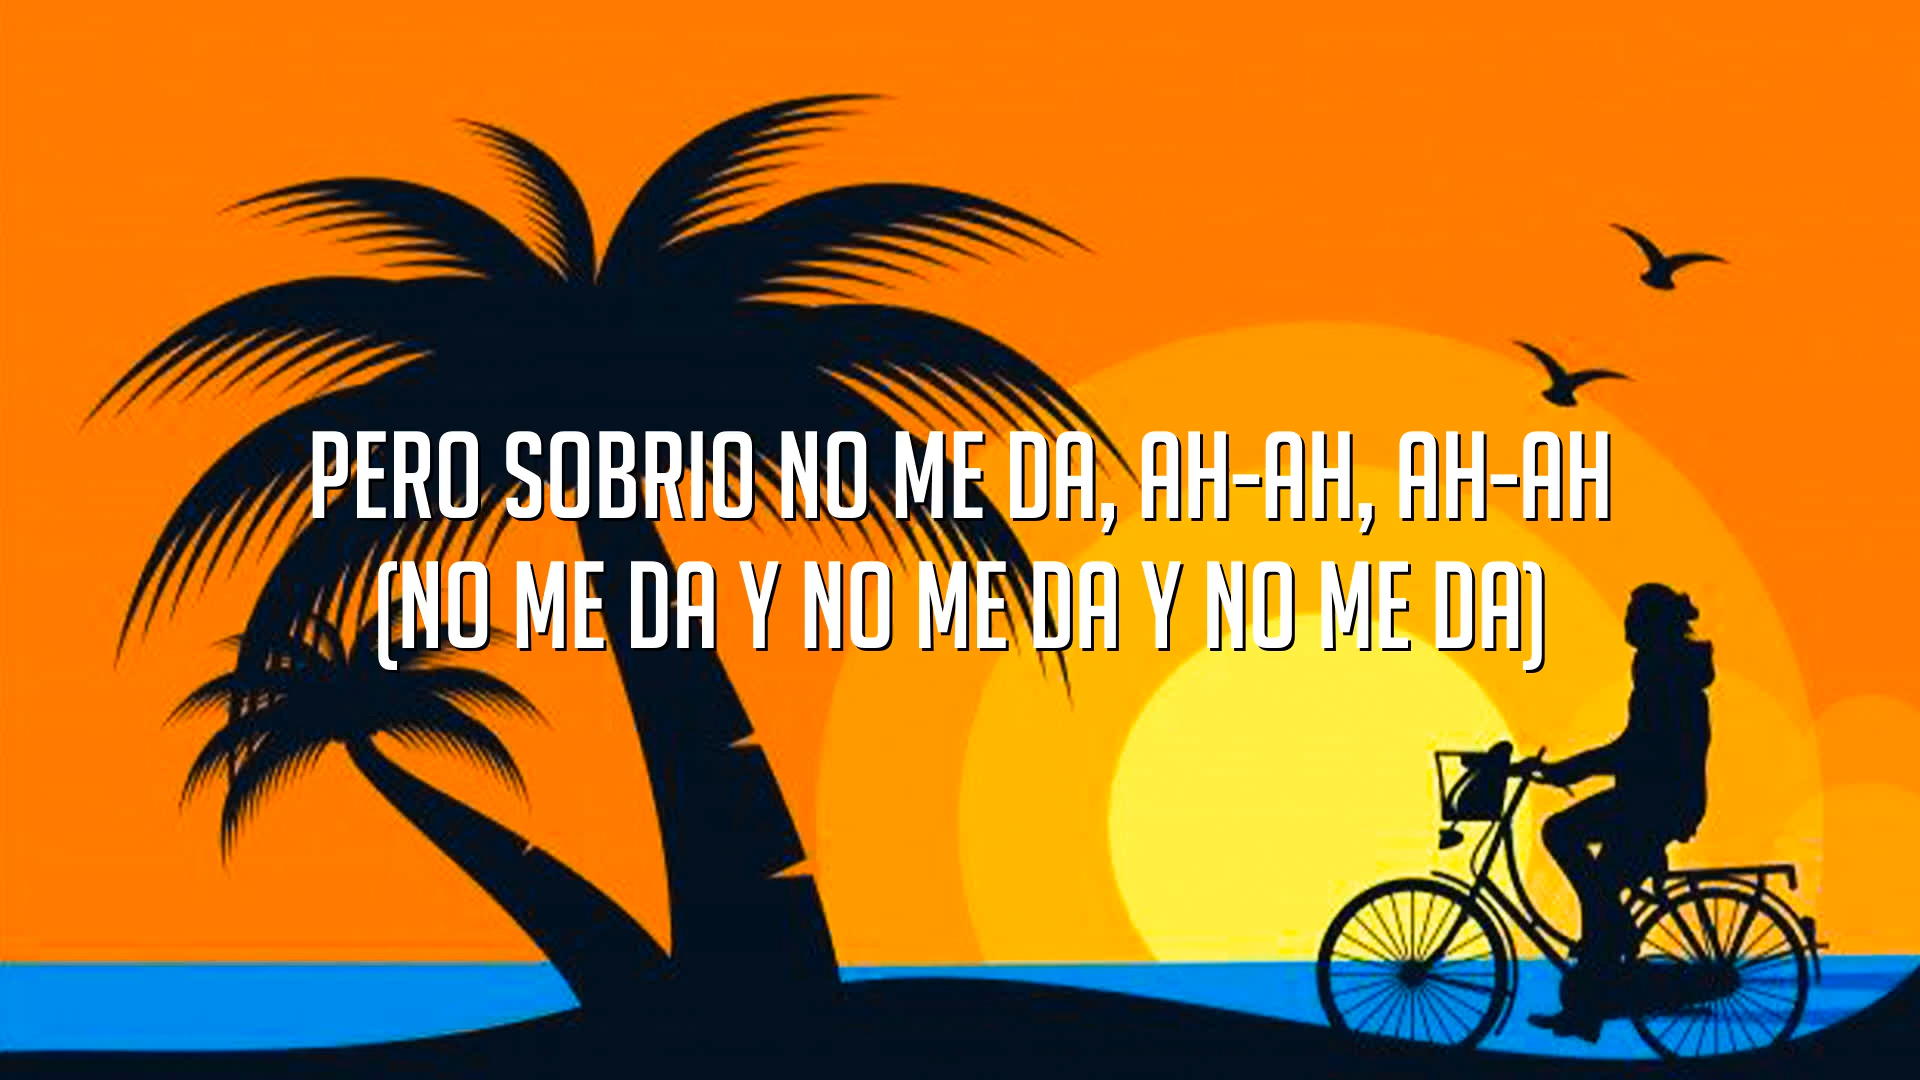 PERO SOBRIO NO ME DA, AH-AH, AH-AH
(NO ME DA Y NO ME DA Y NO ME DA)